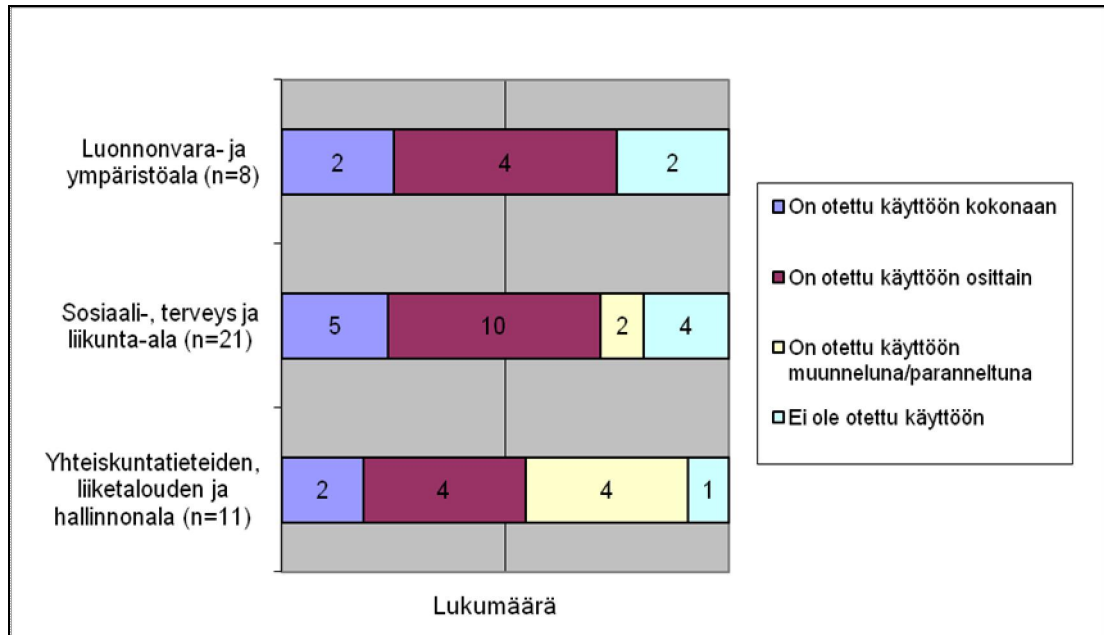 Luonnonvara- ja
ympäristöala (n=8)
2
4
2
Sosiaali-, terveys ja
liikunta-ala (n=21)
5
10
2
4
Yhteiskuntatieteiden,
liiketalouden ja
hallinnonala (n=11)
2
4
4
1
Lukumäärä
On otettu käyttöön kokonaan
On otettu käyttöön osittain
On otettu käyttöön
muunneluna/paranneltuna
Ei ole otettu käyttöön